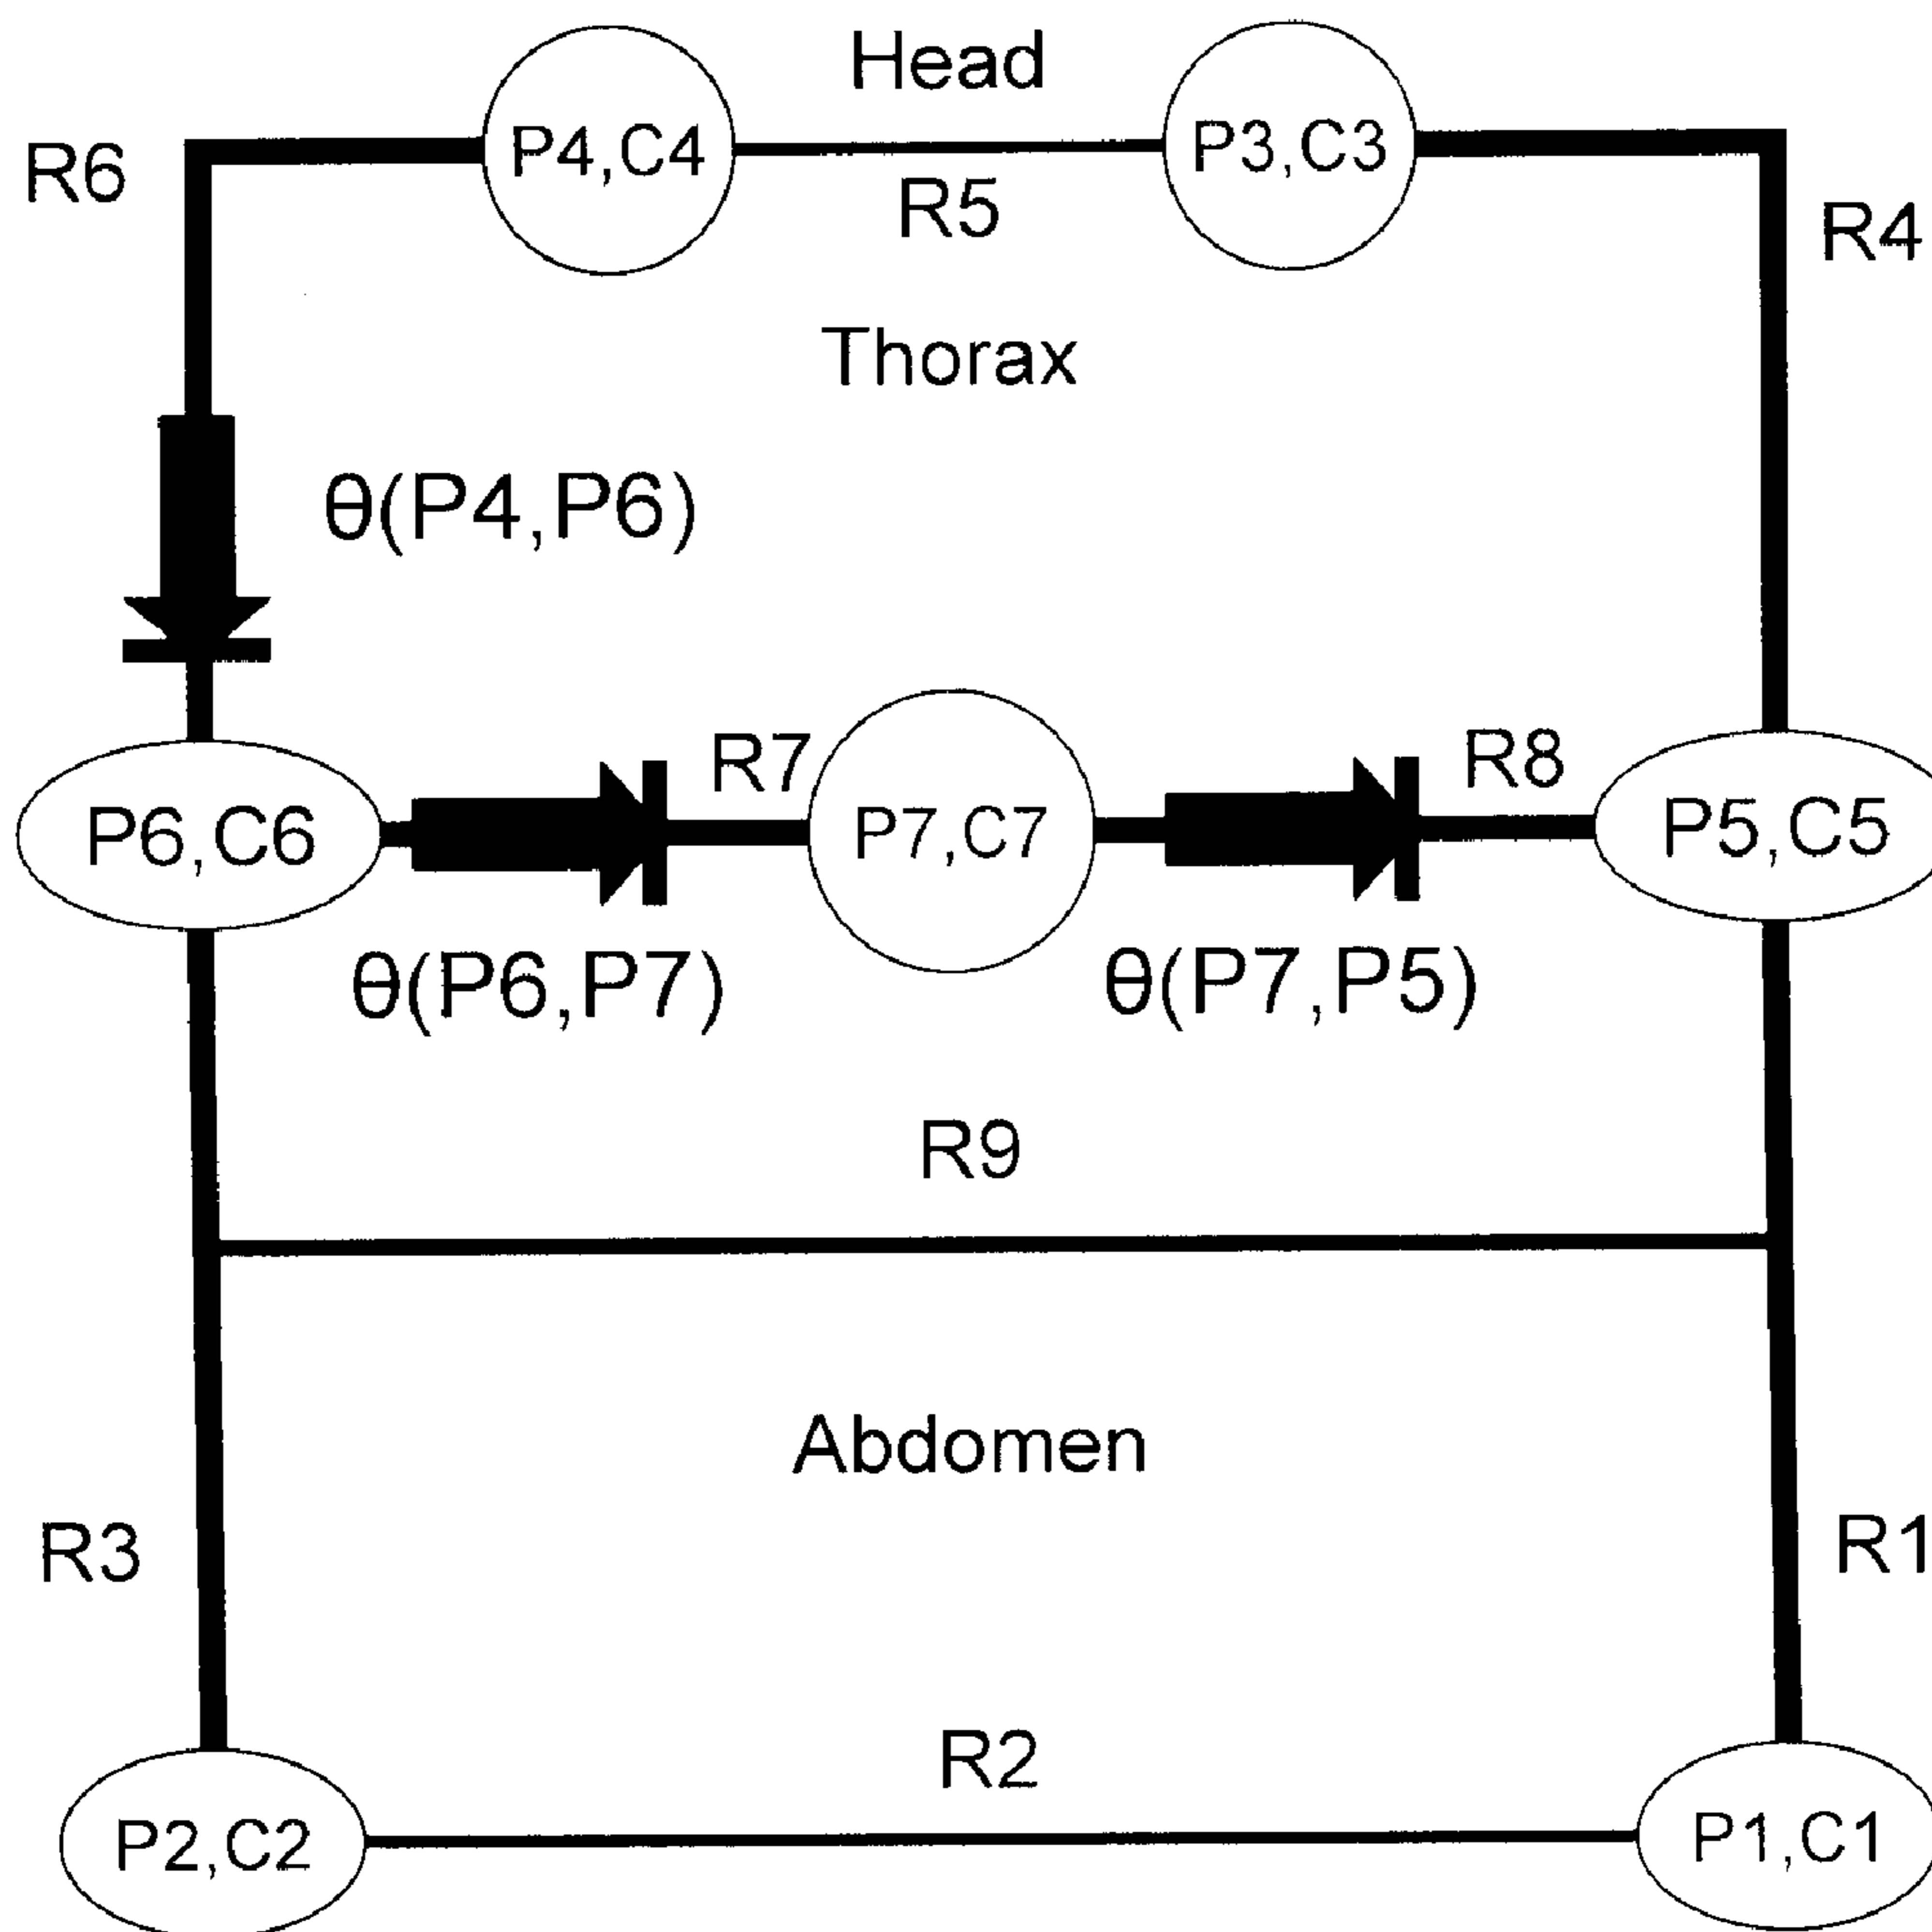 Head
P4,C4
P3,C3
R6
R5
R4
Thorax
θ(P4,P6)
R7
R8
P6,C6
P7,C7
P5,C5
θ(P6,P7)
θ(P7,P5)
R9
Abdomen
R3
R1
R2
P2,C2
P1,C1